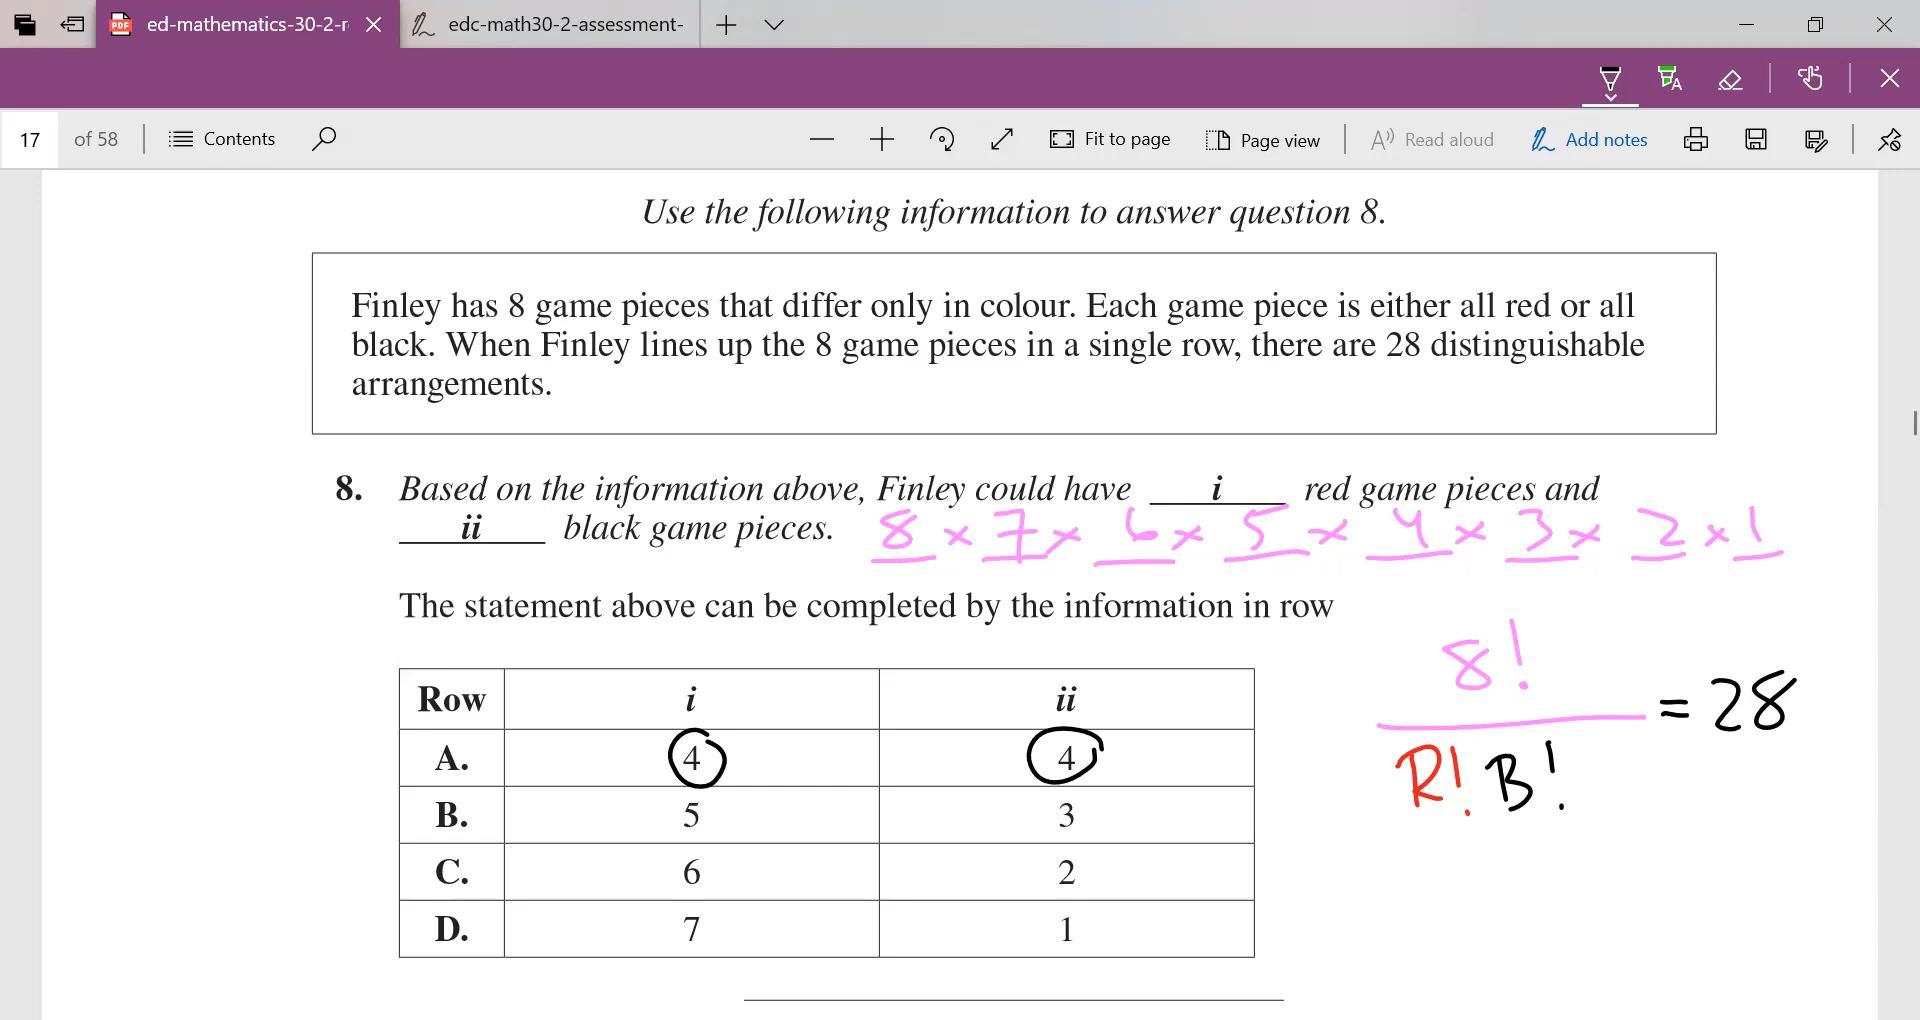 ed-mathematics-30-2-r
edc-math30-2-assessment-
17 of 58 Contents Fit to page Page view Read aloud Add notes
Use the following information to answer question 8.
Finley has 8 game pieces that differ only in colour. Each game piece is either all red or all
black. When Finley lines up the 8 game pieces in a single row, there are 28 distinguishable
arrangements.
8. Based on the information above, Finley could have i red game pieces and
ii black game pieces.
8 × 7 × 6 × 5 × 4 × 3 × 2 × 1
The statement above can be completed by the information in row
8!
R! B!
= 28
Row i ii
A. 4 4
B. 5 3
C. 6 2
D. 7 1